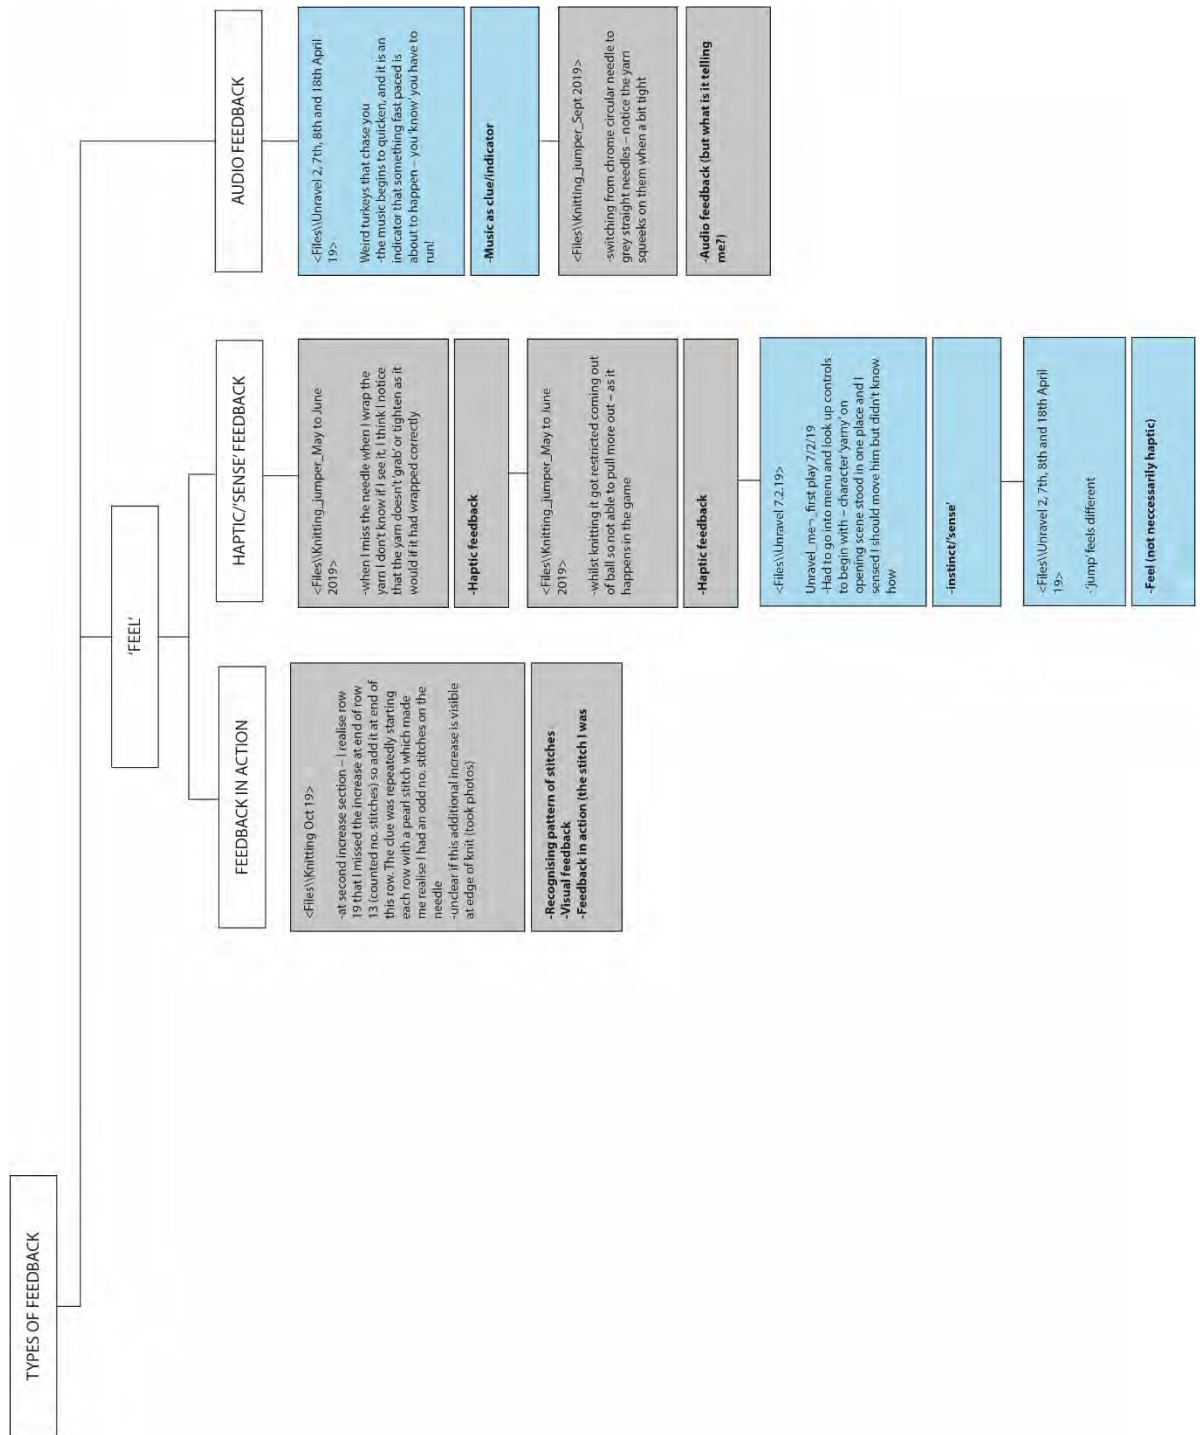 TYPES OF FEEDBACK
'FEEL'
FEEDBACK IN ACTION
<Files\\Knitting Oct 19>
-at second increase section – I realise row
19 that I missed the increase at end of row
13 (counted no. stitches) so add it at end of
this row. The clue was repeatedly starting
each row with a pearl stitch which made
me realise I had an odd no. stitches on the
needle
-unclear if this additional increase is visible
at edge of knit (took photos)
-Recognising pattern of stitches
-Visual feedback
-Feedback in action (the stitch I was
HAPTIC/'SENSE' FEEDBACK
<Files\\Knitting_jumper_May to June
2019>
-when I miss the needle when I wrap the
yarn I don't know if I see it, I think I notice
that the yarn doesn't 'grab' or tighten as it
would if it had wrapped correctly
-Haptic feedback
<Files\\Knitting_jumper_May to June
2019>
-whilst knitting it got restricted coming out
of ball so not able to pull more out – as it
happens in the game
-Haptic feedback
<Files\\Unravel 7.2.19>
Unravel_me¬_first play 7/2/19
-Had to go into menu and look up controls
to begin with – character 'yarny' on
opening scene stood in one place and I
sensed I should move him but didn't know
how
-instinct/'sense'
<Files\\Unravel 2, 7th, 8th and 18th April
19>
-'jump' feels different
-Feel (not neccessarily haptic)
AUDIO FEEDBACK
<Files\\Unravel 2, 7th, 8th and 18th April
19>
Weird turkeys that chase you
-the music begins to quicken, and it is an
indicator that something fast paced is
about to happen – you 'know' you have to
run!
-Music as clue/indicator
<Files\\Knitting_jumper_Sept 2019>
-switching from chrome circular needle to
grey straight needles – notice the yarn
squeeks on them when a bit tight
-Audio feedback (but what is it telling
me?)